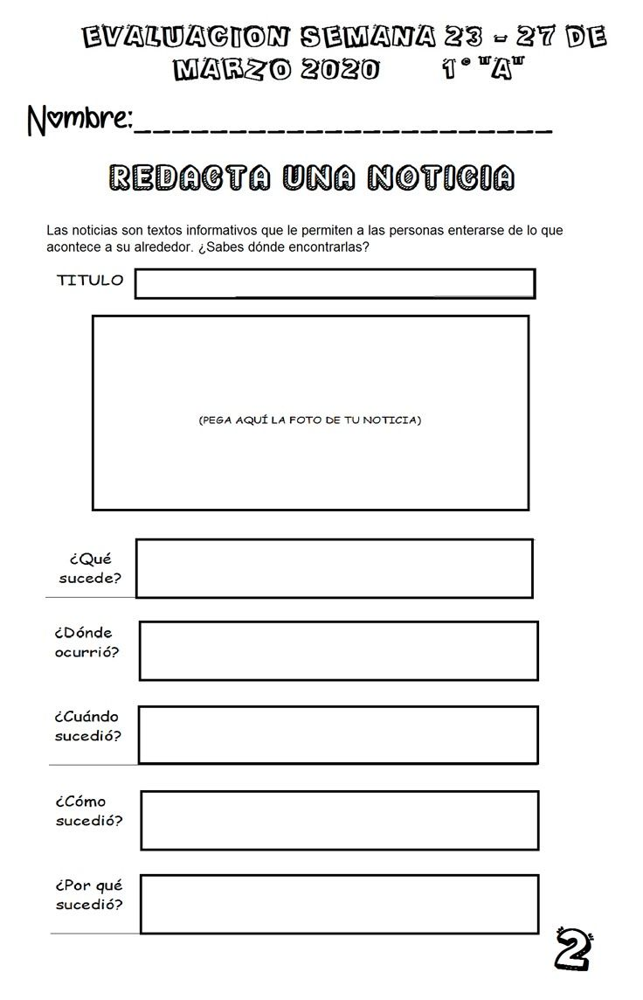 EVALUACION SEMANA 23 - 27 DE
MARZO 2020 1° "A"
Nombre:_ _ _ _ _ _ _ _ _ _ _ _ _ _ _ _ _ _ _ _ _ _
REDACTA UNA NOTICIA
Las noticias son textos informativos que le permiten a las personas enterarse de lo que
acontece a su alrededor. ¿Sabes dónde encontrarlas?
TITULO
(PEGA AQUÍ LA FOTO DE TU NOTICIA)
¿Qué
sucede?
¿Dónde
ocurrió?
¿Cuándo
sucedió?
¿Cómo
sucedió?
¿Por qué
sucedió?
2